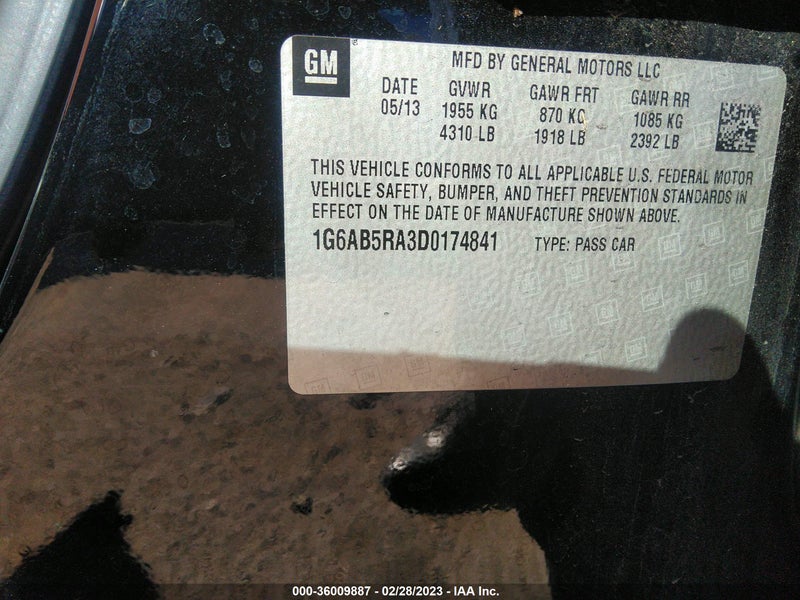 GM
MFD BY GENERAL MOTORS LLC
DATE GVWR GAWR FRT GAWR RR
05/13 1955 KG 870 KG 1085 KG
4310 LB 1918 LB 2392 LB
THIS VEHICLE CONFORMS TO ALL APPLICABLE U.S. FEDERAL MOTOR
VEHICLE SAFETY, BUMPER, AND THEFT PREVENTION STANDARDS IN
EFFECT ON THE DATE OF MANUFACTURE SHOWN ABOVE.
1G6AB5RA3D0174841 TYPE: PASS CAR
000-36009887 - 02/28/2023 - IAA Inc.